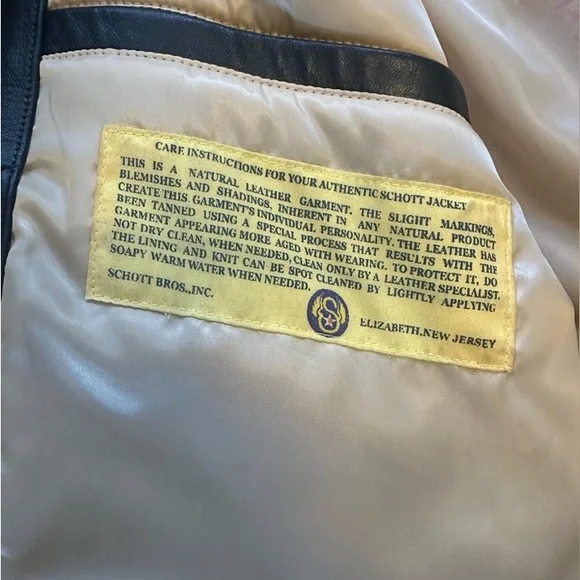 CARE INSTRUCTIONS FOR YOUR AUTHENTIC SCHOTT JACKET
THIS IS A NATURAL LEATHER GARMENT. THE SLIGHT MARKINGS,
BLEMISHES AND SHADINGS, INHERENT IN ANY NATURAL PRODUCT
CREATE THIS GARMENT'S INDIVIDUAL PERSONALITY. THE LEATHER HAS
BEEN TANNED USING A SPECIAL PROCESS THAT RESULTS WITH THE
GARMENT APPEARING MORE AGED WITH WEARING. TO PROTECT IT, DO
NOT DRY CLEAN, WHEN NEEDED, CLEAN ONLY BY A LEATHER SPECIALIST.
THE LINING AND KNIT CAN BE SPOT CLEANED BY LIGHTLY APPLYING
SOAPY WARM WATER WHEN NEEDED.
SCHOTT BROS., INC.
S
ELIZABETH, NEW JERSEY